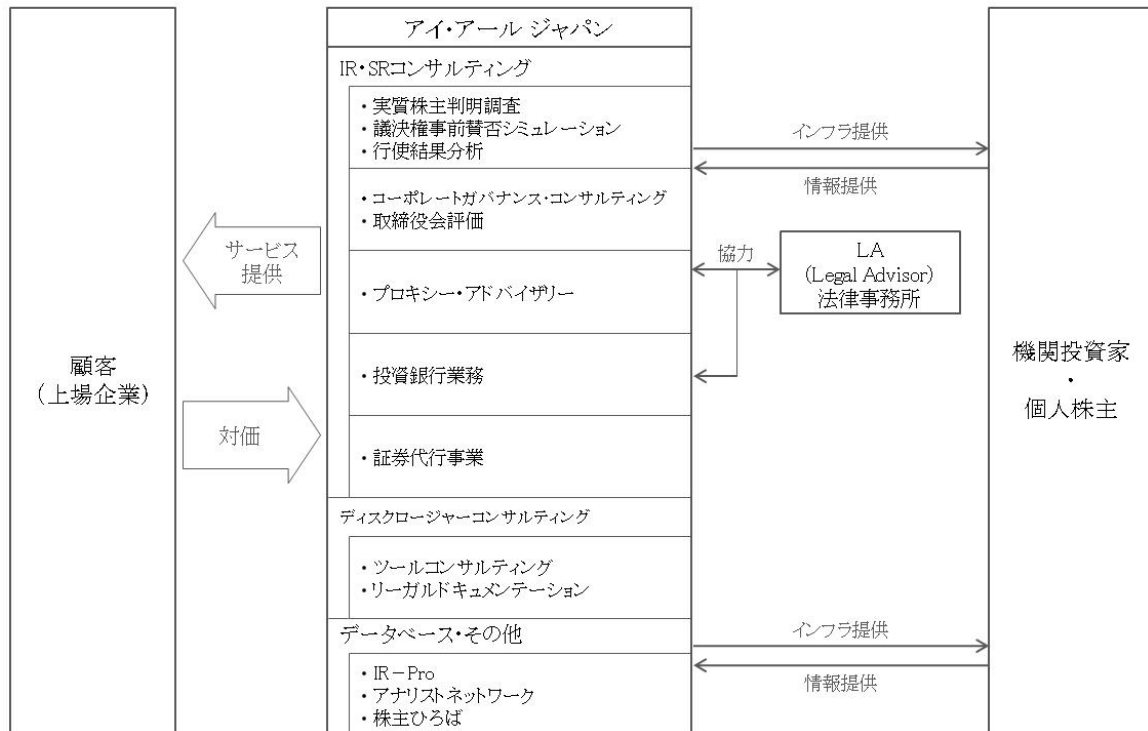 アイ・アール ジャパン
IR・SRコンサルティング
・実質株主判明調査
・議決権事前賛否シミュレーション
・行使結果分析
・コーポレートガバナンス・コンサルティング
・取締役会評価
・プロキシー・アドバイザリー
・投資銀行業務
・証券代行事業
ディスクロージャーコンサルティング
・ツールコンサルティング
・リーガルドキュメンテーション
データベース・その他
・IR－Pro
・アナリストネットワーク
・株主ひろば
顧客
(上場企業)
サービス
提供
対価
インフラ提供
情報提供
協力
LA
(Legal Advisor)
法律事務所
インフラ提供
情報提供
機関投資家
・
個人株主